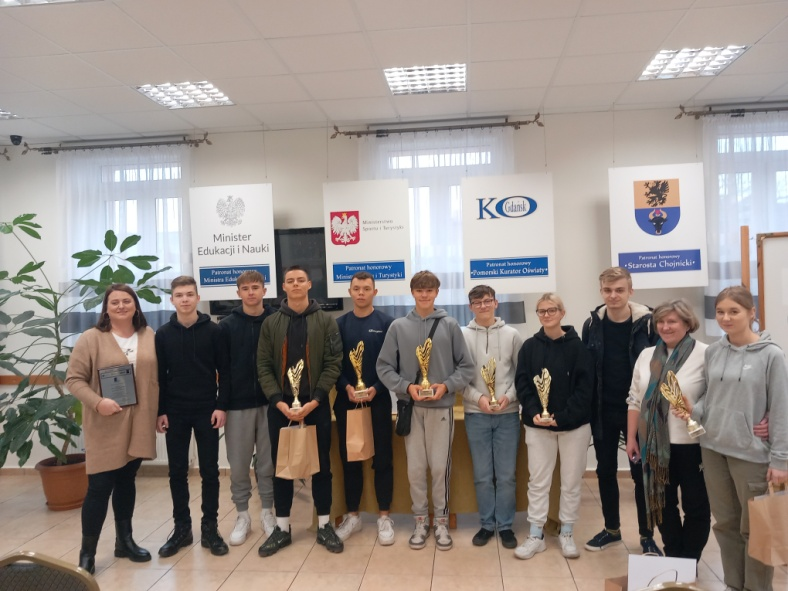 Minister
Edukacji i Nauki
Patronat honorowy
Ministra
Ministerstwo
Sportu i Turystyki
Patronat honorowy
i Turystyki
KO
Gdańsk
Patronat honorowy
•Pomorski Kurator Oświaty•
Patronat honorowy
•Starosta Chojnicki•